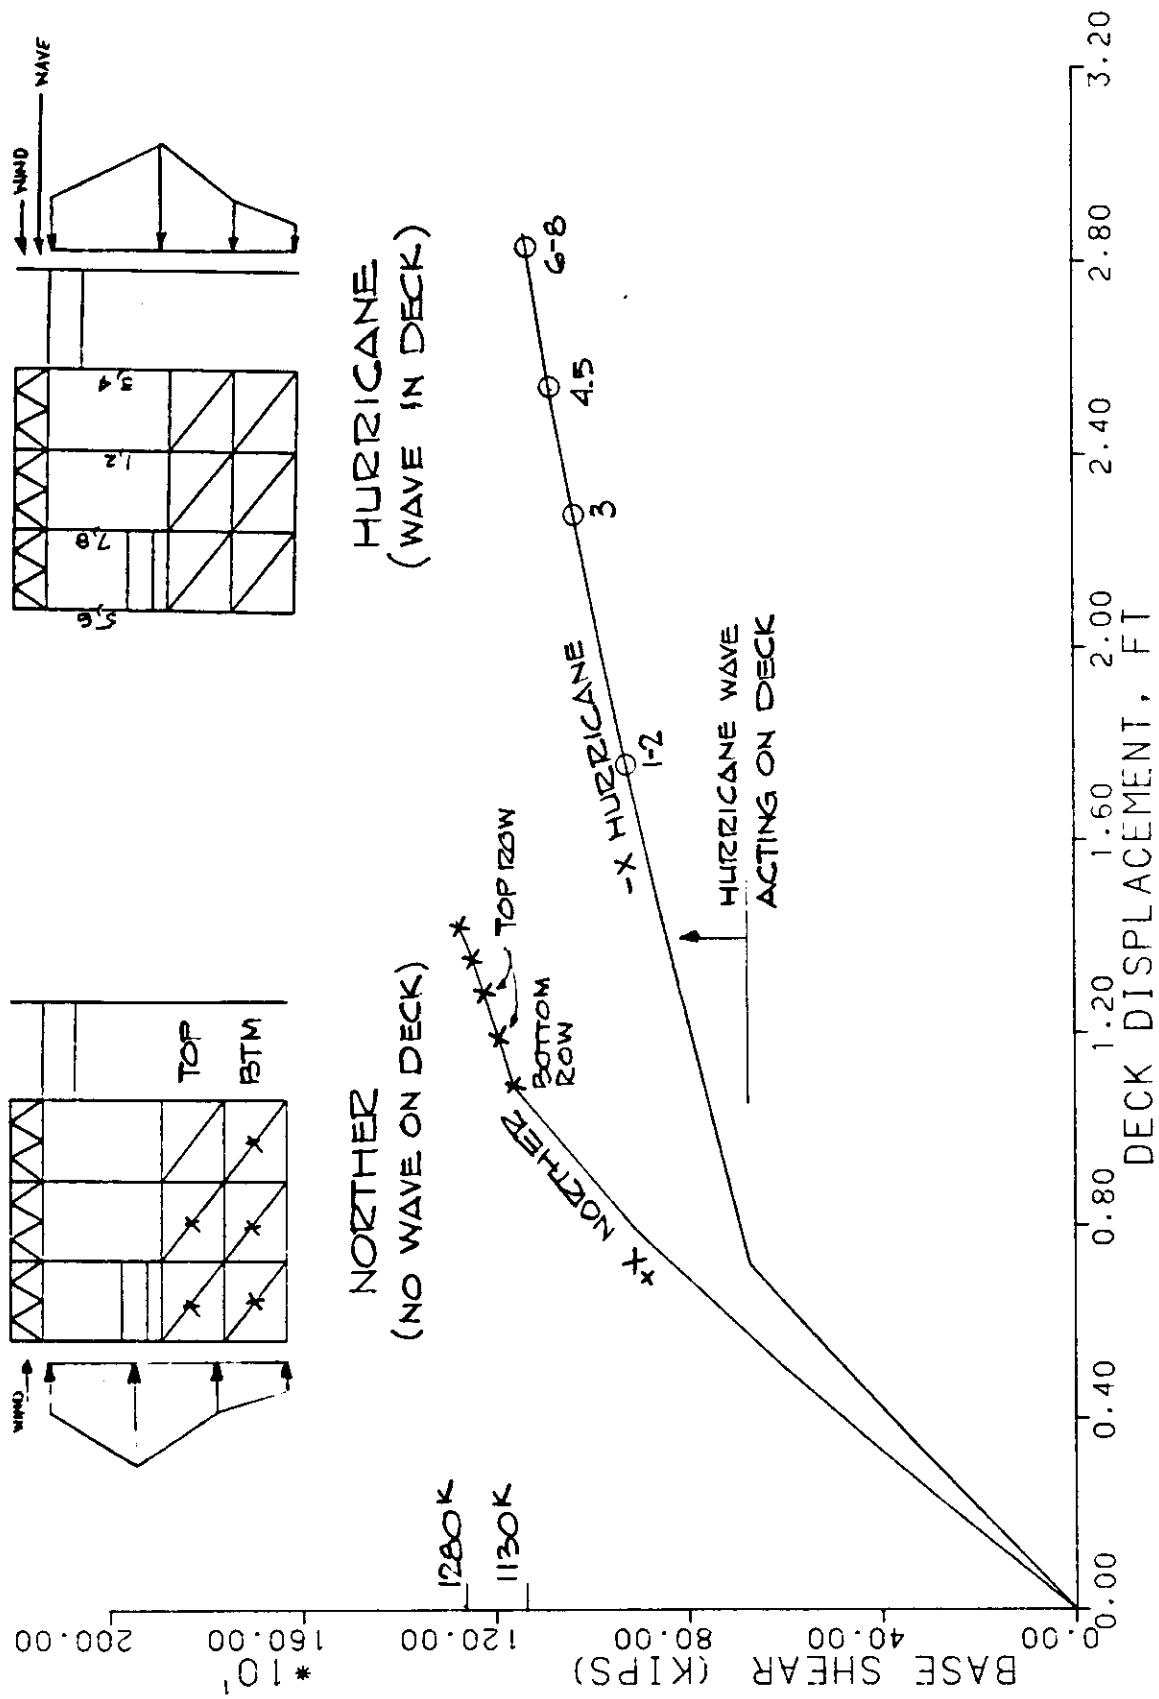 WIND
TOP
BTM
NORTHER
(NO WAVE ON DECK)
WIND
WAVE
5,6
7,8
1,2
3,4
HURRICANE
(WAVE IN DECK)
*10¹
200.00
160.00
120.00
80.00
40.00
0.00
BASE SHEAR (KIPS)
1280K
1130K
+X NORTHER
BOTTOM
ROW
TOP ROW
-X HURRICANE
1-2
3
4.5
6-8
HURRICANE WAVE
ACTING ON DECK
0.00
0.40
0.80
1.20
1.60
2.00
2.40
2.80
3.20
DECK DISPLACEMENT, FT